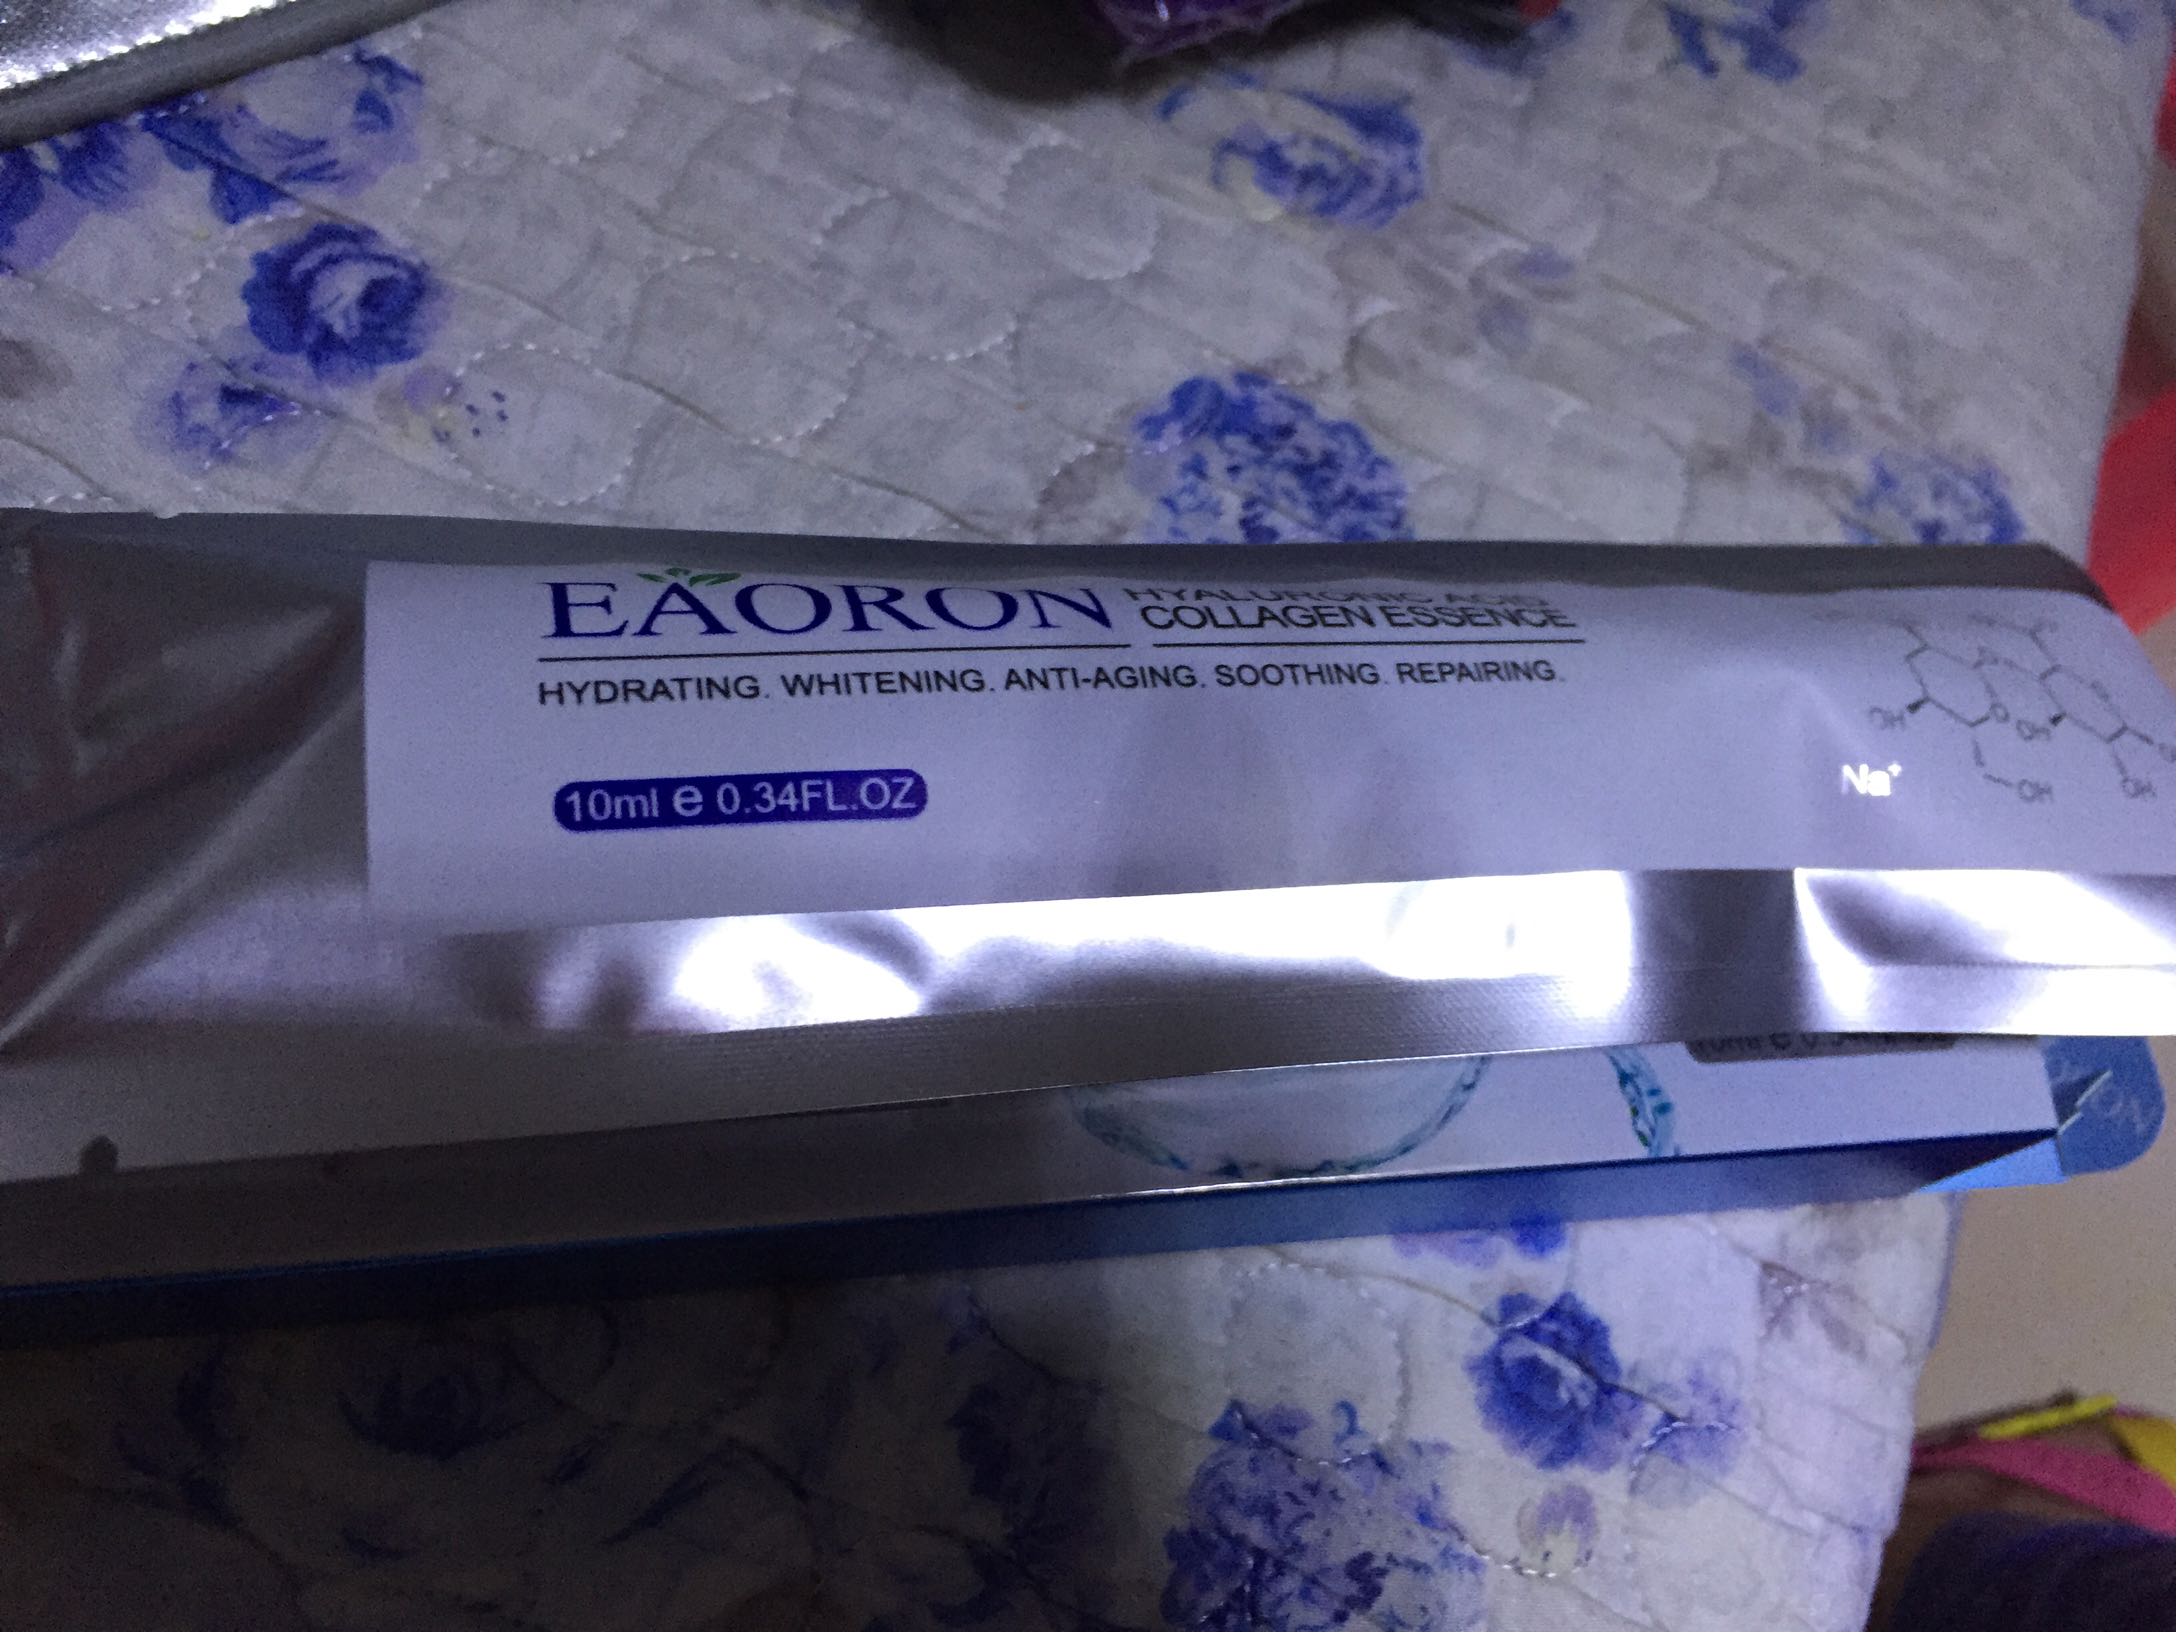 EAORON
HYALURONIC ACID
COLLAGEN ESSENCE
HYDRATING. WHITENING. ANTI-AGING. SOOTHING. REPAIRING.
10ml e 0.34FL.OZ
Na+
OH
OH
OH